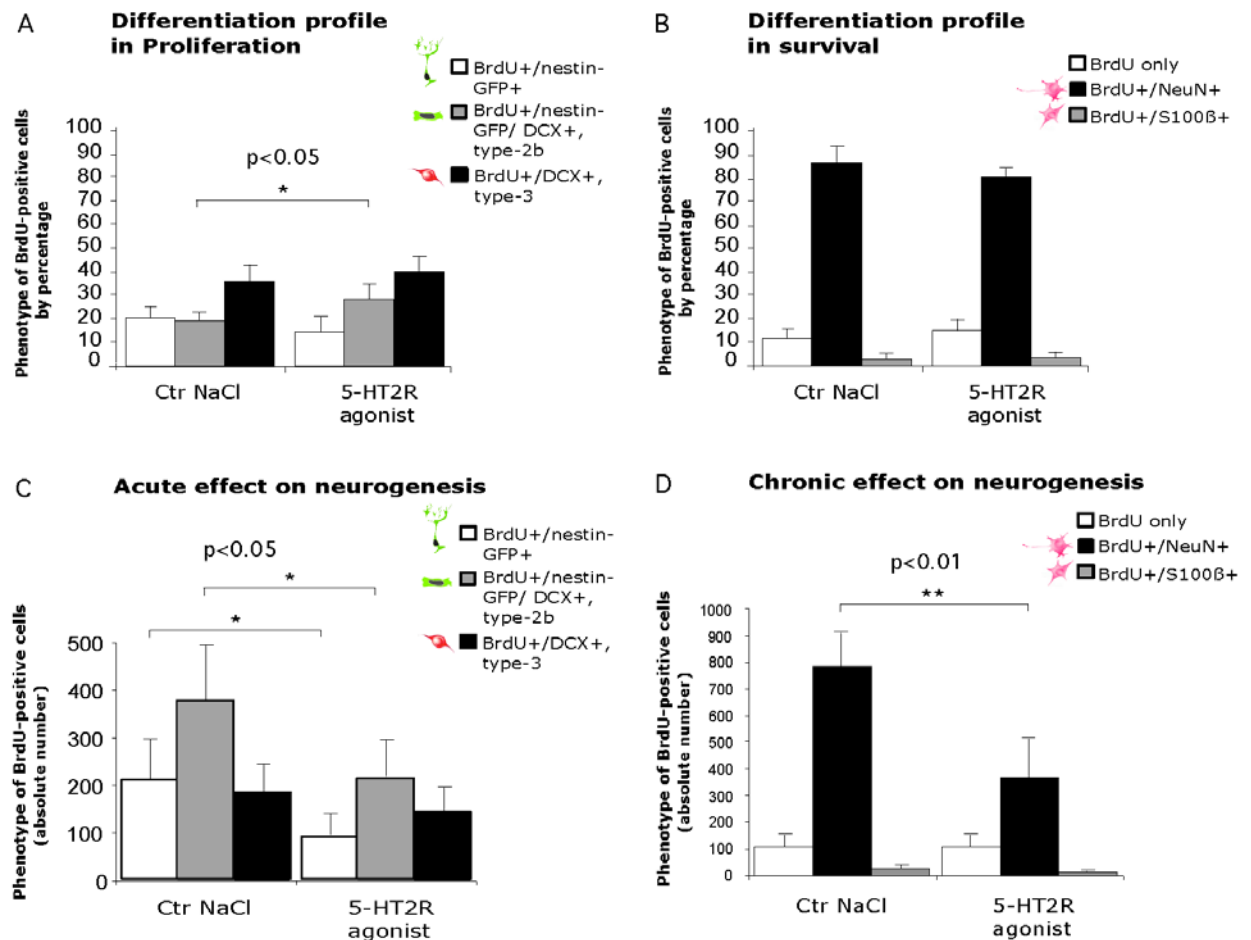 A
Differentiation profile
in Proliferation
BrdU+/nestin-
GFP+
BrdU+/nestin-
GFP/ DCX+,
type-2b
BrdU+/DCX+,
type-3
p<0.05
*
Phenotype of BrdU-positive cells
by percentage
100
90
80
70
60
50
40
30
20
10
0
Ctr NaCl
5-HT2R
agonist
B
Differentiation profile
in survival
BrdU only
BrdU+/NeuN+
BrdU+/S100ß+
Phenotype of BrdU-positive cells
by percentage
100
90
80
70
60
50
40
30
20
10
0
Ctr NaCl
5-HT2R
agonist
C
Acute effect on neurogenesis
BrdU+/nestin-
GFP+
BrdU+/nestin-
GFP/ DCX+,
type-2b
BrdU+/DCX+,
type-3
p<0.05
*
*
Phenotype of BrdU-positive cells
(absolute number)
500
400
300
200
100
0
Ctr NaCl
5-HT2R
agonist
D
Chronic effect on neurogenesis
BrdU only
BrdU+/NeuN+
BrdU+/S100ß+
p<0.01
**
Phenotype of BrdU-positive cells
(absolute number)
1000
900
800
700
600
500
400
300
200
100
0
Ctr NaCl
5-HT2R
agonist